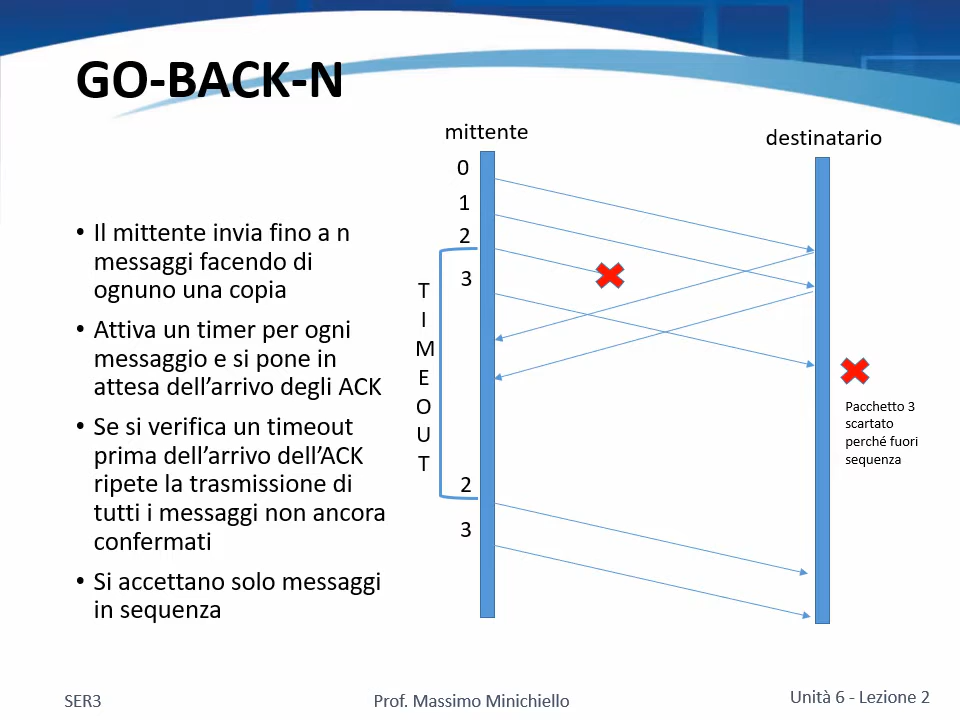 GO-BACK-N
• Il mittente invia fino a n
messaggi facendo di
ognuno una copia
• Attiva un timer per ogni
messaggio e si pone in
attesa dell'arrivo degli ACK
• Se si verifica un timeout
prima dell'arrivo dell'ACK
ripete la trasmissione di
tutti i messaggi non ancora
confermati
• Si accettano solo messaggi
in sequenza
mittente
destinatario
0
1
2
3
T
I
M
E
O
U
T
2
3
Pacchetto 3
scartato
perché fuori
sequenza
SER3
Prof. Massimo Minichiello
Unità 6 - Lezione 2